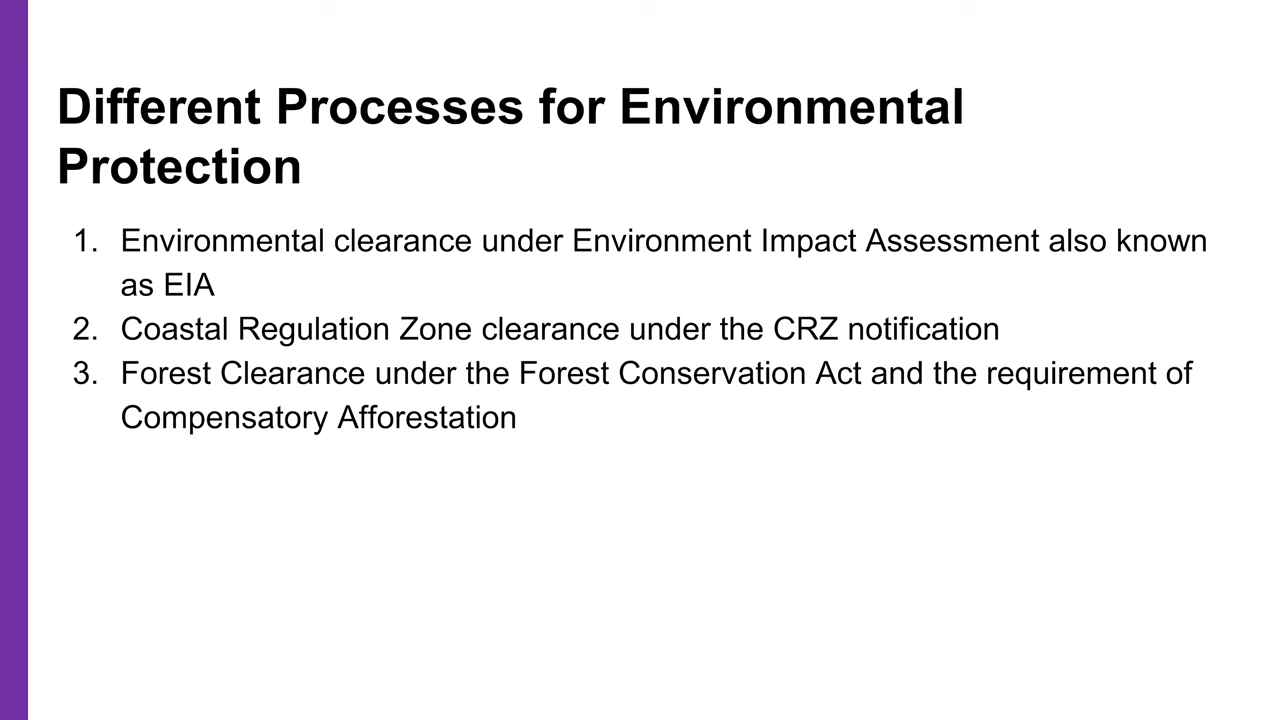 Different Processes for Environmental
Protection
1. Environmental clearance under Environment Impact Assessment also known
as EIA
2. Coastal Regulation Zone clearance under the CRZ notification
3. Forest Clearance under the Forest Conservation Act and the requirement of
Compensatory Afforestation